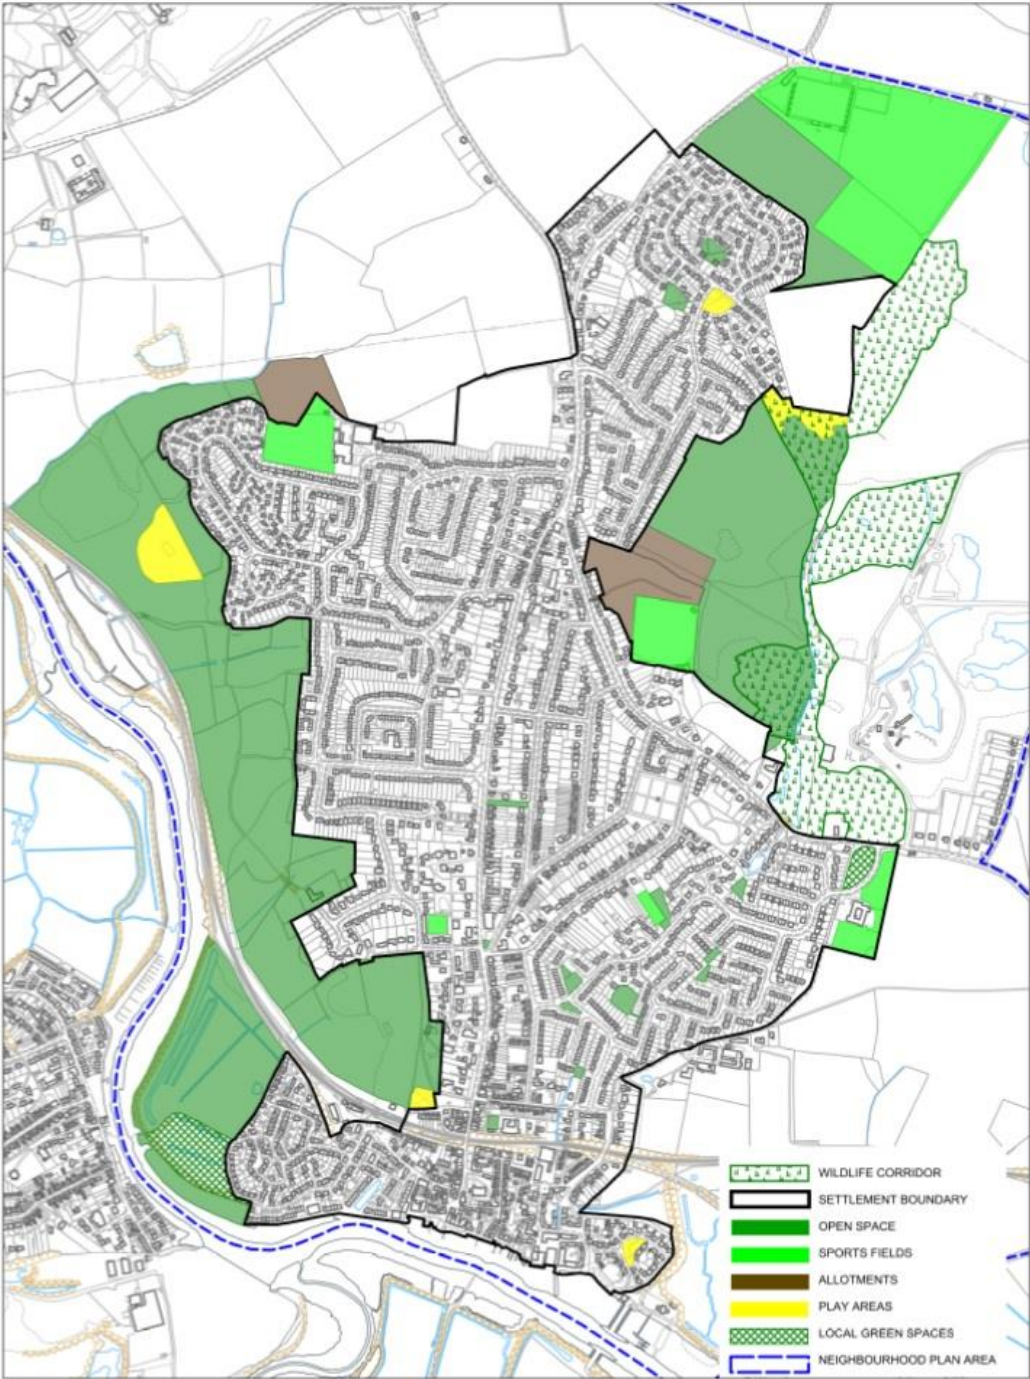 WILDLIFE CORRIDOR
SETTLEMENT BOUNDARY
OPEN SPACE
SPORTS FIELDS
ALLOTMENTS
PLAY AREAS
LOCAL GREEN SPACES
NEIGHBOURHOOD PLAN AREA